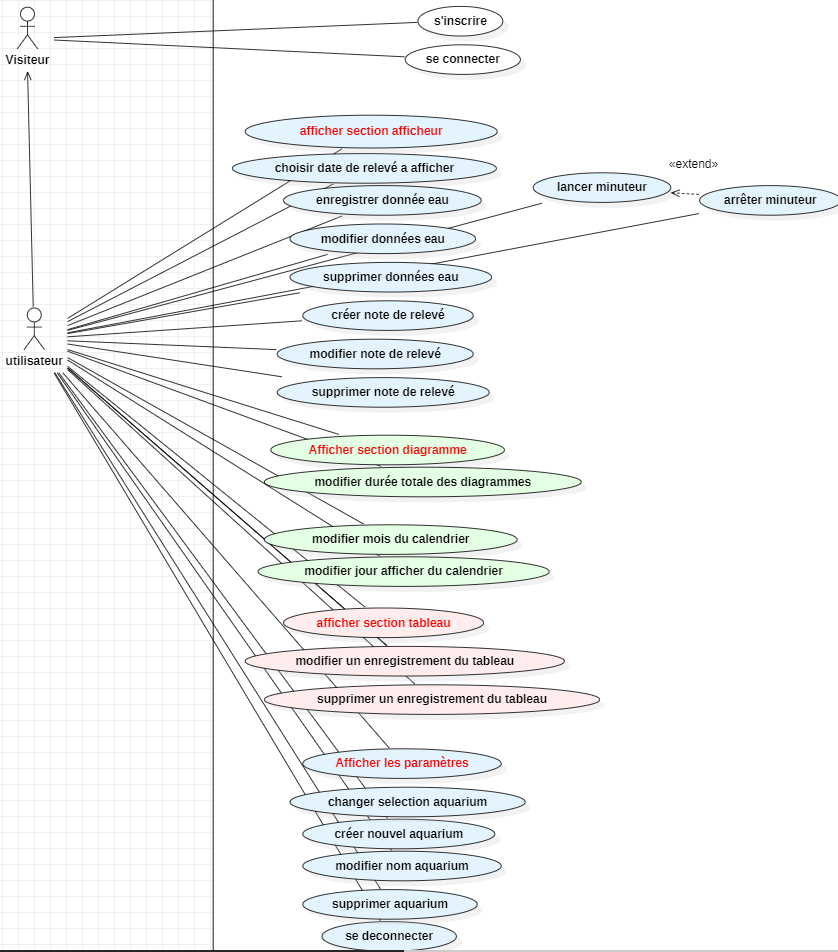 s'inscrire
Visiteur
se connecter
afficher section afficheur
choisir date de relevé a afficher
«extend»
lancer minuteur
enregistrer donnée eau
arrêter minuteur
modifier données eau
supprimer données eau
créer note de relevé
utilisateur
modifier note de relevé
supprimer note de relevé
Afficher section diagramme
modifier durée totale des diagrammes
modifier mois du calendrier
modifier jour afficher du calendrier
afficher section tableau
modifier un enregistrement du tableau
supprimer un enregistrement du tableau
Afficher les paramètres
changer selection aquarium
créer nouvel aquarium
modifier nom aquarium
supprimer aquarium
se deconnecter